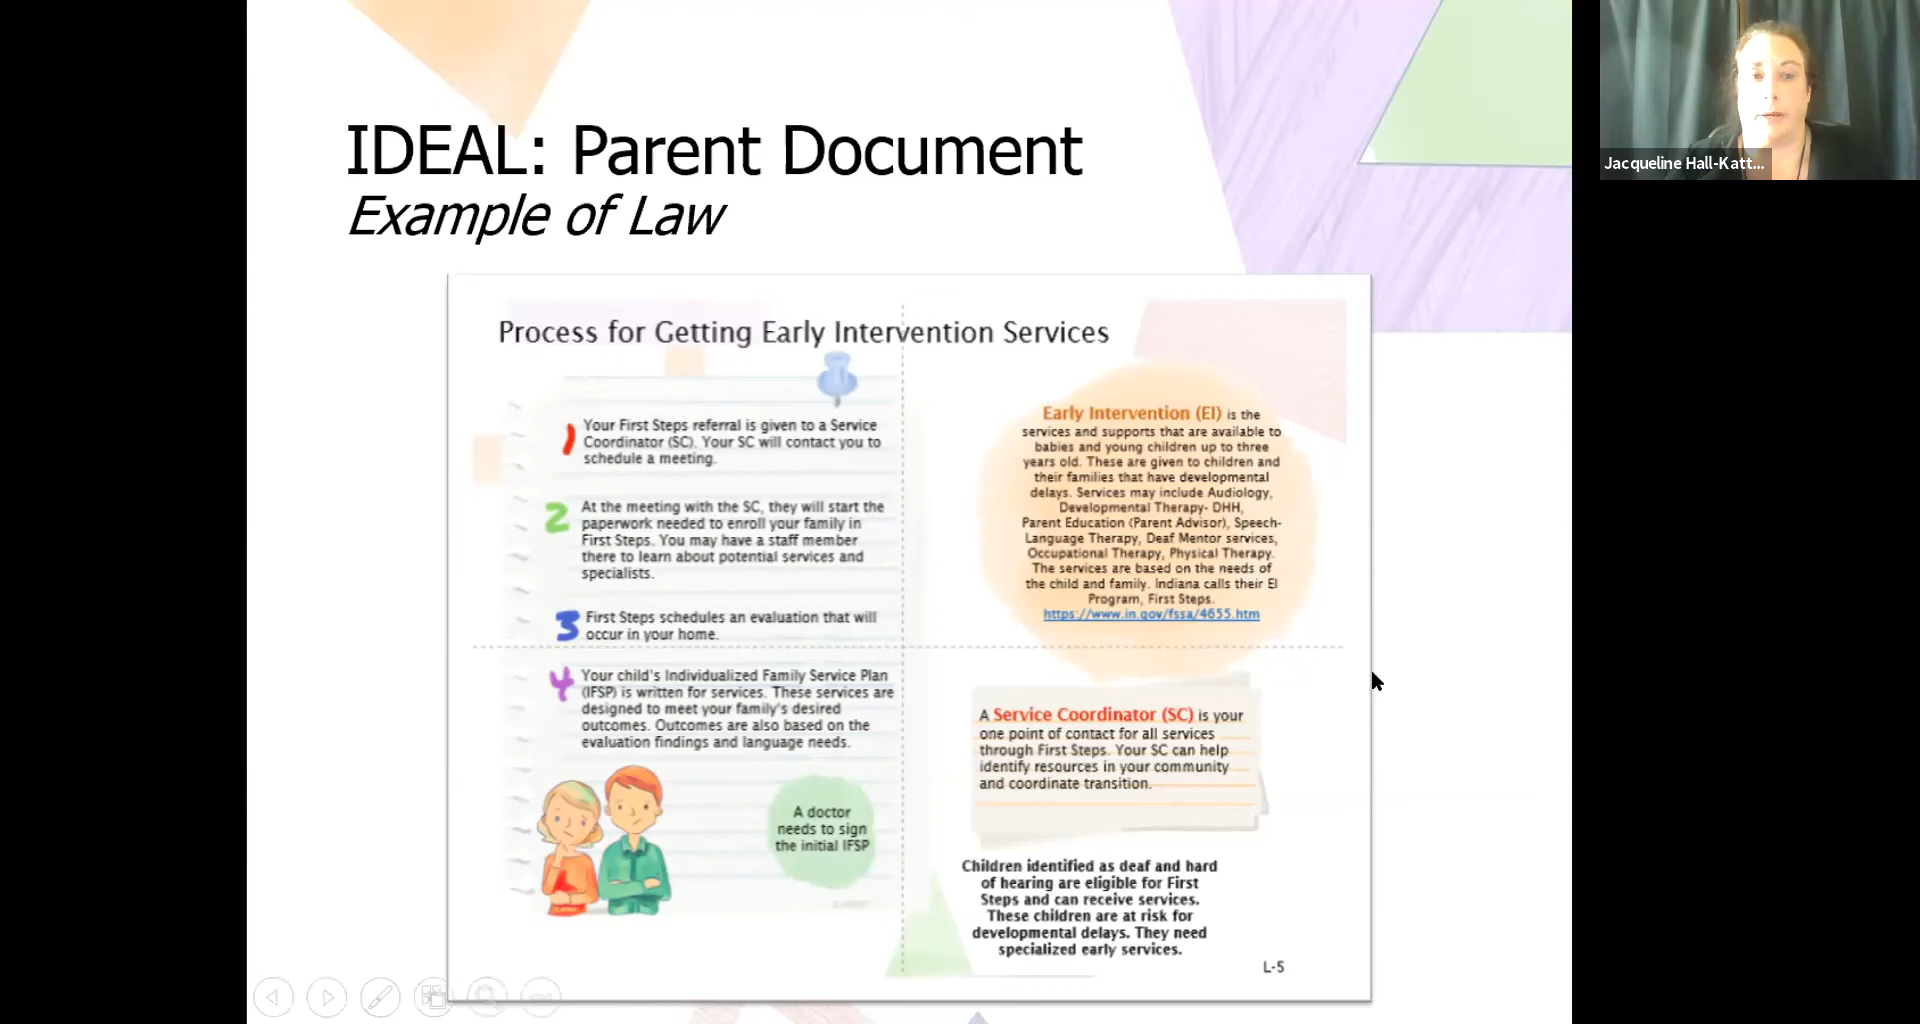 IDEAL: Parent Document
Example of Law
Process for Getting Early Intervention Services
1 Your First Steps referral is given to a Service
Coordinator (SC). Your SC will contact you to
schedule a meeting.
2 At the meeting with the SC, they will start the
paperwork needed to enroll your family in
First Steps. You may have a staff member
there to learn about potential services and
specialists.
3 First Steps schedules an evaluation that will
occur in your home.
4 Your child's Individualized Family Service Plan
(IFSP) is written for services. These services are
designed to meet your family's desired
outcomes. Outcomes are also based on the
evaluation findings and language needs.
A doctor
needs to sign
the initial IFSP
Early Intervention (EI) is the
services and supports that are available to
babies and young children up to three
years old. These are given to children and
their families that have developmental
delays. Services may include Audiology,
Developmental Therapy- DHH,
Parent Education (Parent Advisor), Speech-
Language Therapy, Deaf Mentor services,
Occupational Therapy, Physical Therapy.
The services are based on the needs of
the child and family. Indiana calls their EI
Program, First Steps.
https://www.in.gov/fssa/4655.htm
A Service Coordinator (SC) is your
one point of contact for all services
through First Steps. Your SC can help
identify resources in your community
and coordinate transition.
Children identified as deaf and hard
of hearing are eligible for First
Steps and can receive services.
These children are at risk for
developmental delays. They need
specialized early services.
L-5
Jacqueline Hall-Katt...